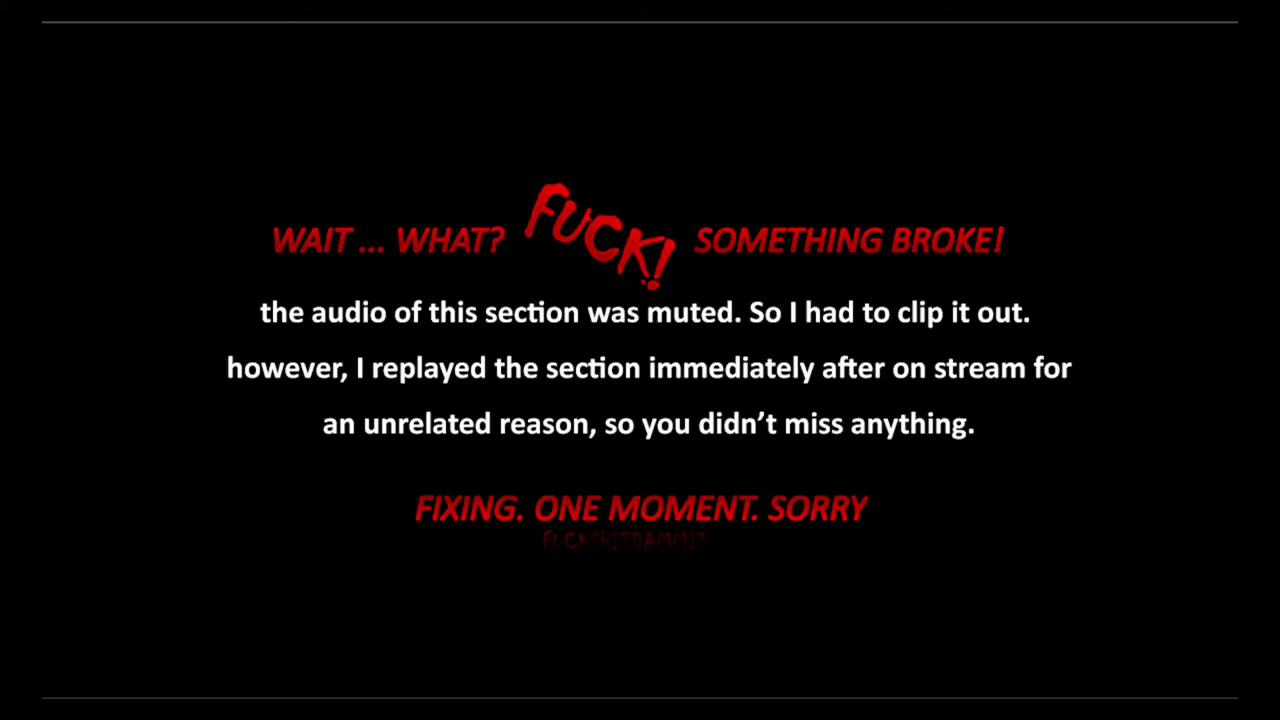 WAIT ... WHAT? FUCK! SOMETHING BROKE!
the audio of this section was muted. So I had to clip it out.
however, I replayed the section immediately after on stream for
an unrelated reason, so you didn’t miss anything.
FIXING. ONE MOMENT. SORRY
FUCKSHITDAMMIT